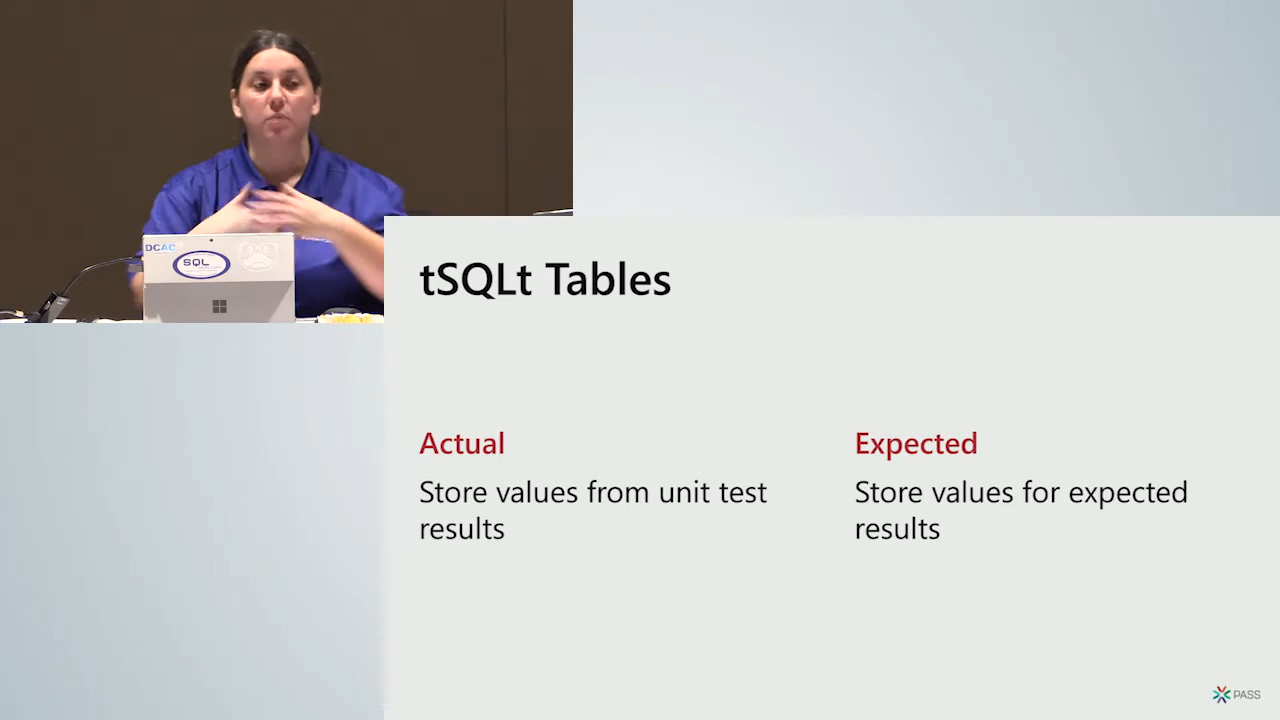 DCAC
SQL
tSQLt Tables
Actual
Expected
Store values from unit test
results
Store values for expected
results
PASS